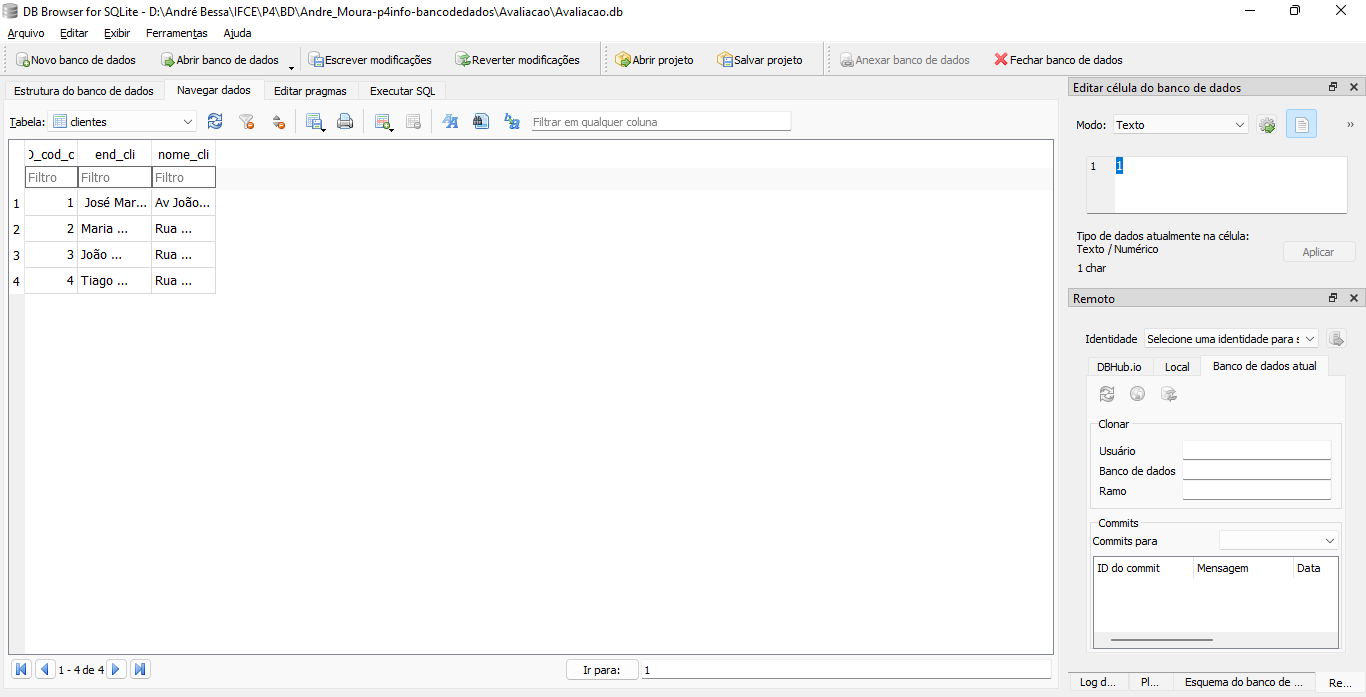 DB Browser for SQLite - D:\André Bessa\IFCE\P4\BD\Andre_Moura-p4info-bancodedados\Avaliacao\Avaliacao.db
Arquivo Editar Exibir Ferramentas Ajuda
Novo banco de dados Abrir banco de dados Escrever modificações Reverter modificações Abrir projeto Salvar projeto Anexar banco de dados Fechar banco de dados
Estrutura do banco de dados Navegar dados Editar pragmas Executar SQL
Tabela: clientes Filtrar em qualquer coluna
_cod_c end_cli nome_cli
Filtro Filtro Filtro
1 1 José Mar... Av João...
2 2 Maria ... Rua ...
3 3 João ... Rua ...
4 4 Tiago ... Rua ...
1 - 4 de 4 Ir para: 1
Editar célula do banco de dados
Modo: Texto »
1 1
Tipo de dados atualmente na célula:
Texto / Numérico
Aplicar
1 char
Remoto
Identidade Selecione uma identidade para s
DBHub.io Local Banco de dados atual
Clonar
Usuário
Banco de dados
Ramo
Commits
Commits para
ID do commit Mensagem Data
Log d... Pl... Esquema do banco de ... Re...